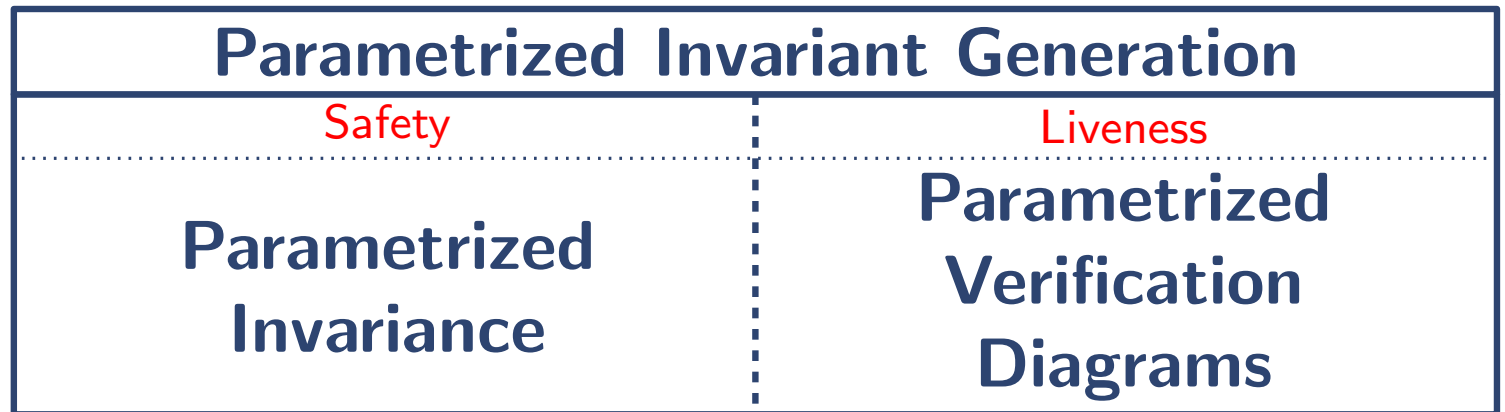 Parametrized Invariant Generation
Safety
Liveness
Parametrized
Invariance
Parametrized
Verification
Diagrams